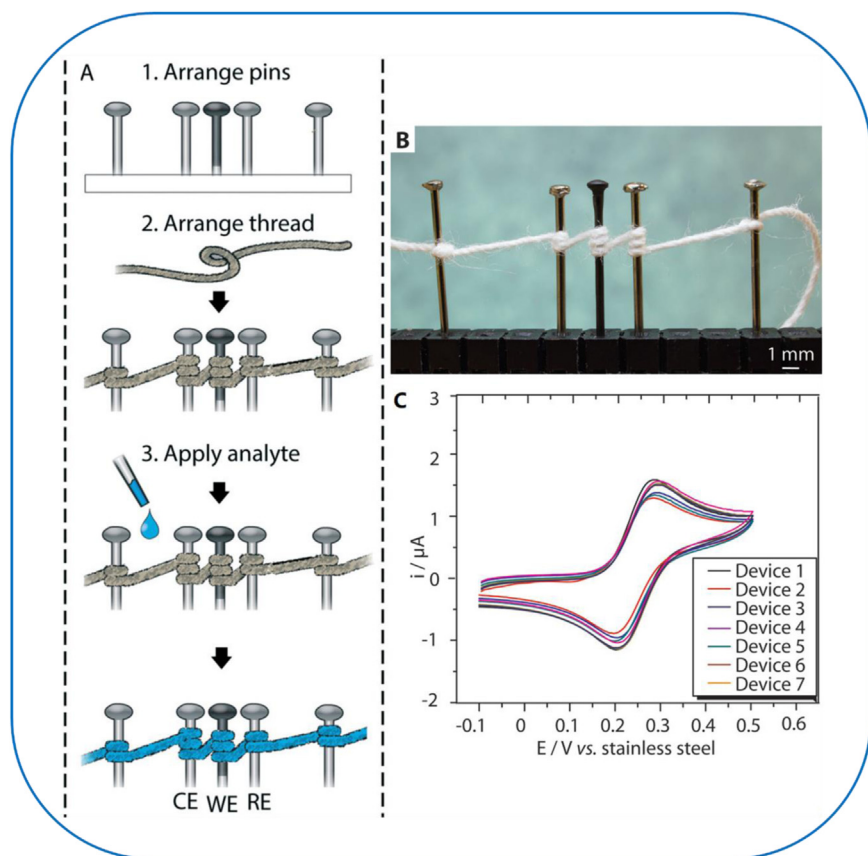 A
1. Arrange pins
2. Arrange thread
3. Apply analyte
CE WE RE
B
1 mm
C
3
2
1
0
-1
-2
i / μA
-0.1 0 0.1 0.2 0.3 0.4 0.5 0.6
E / V vs. stainless steel
Device 1
Device 2
Device 3
Device 4
Device 5
Device 6
Device 7